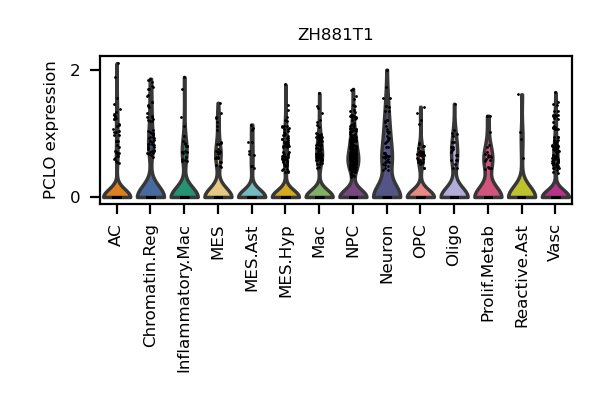 ZH881T1
PCLO expression
2
0
AC
Chromatin.Reg
Inflammatory.Mac
MES
MES.Ast
MES.Hyp
Mac
NPC
Neuron
OPC
Oligo
Prolif.Metab
Reactive.Ast
Vasc